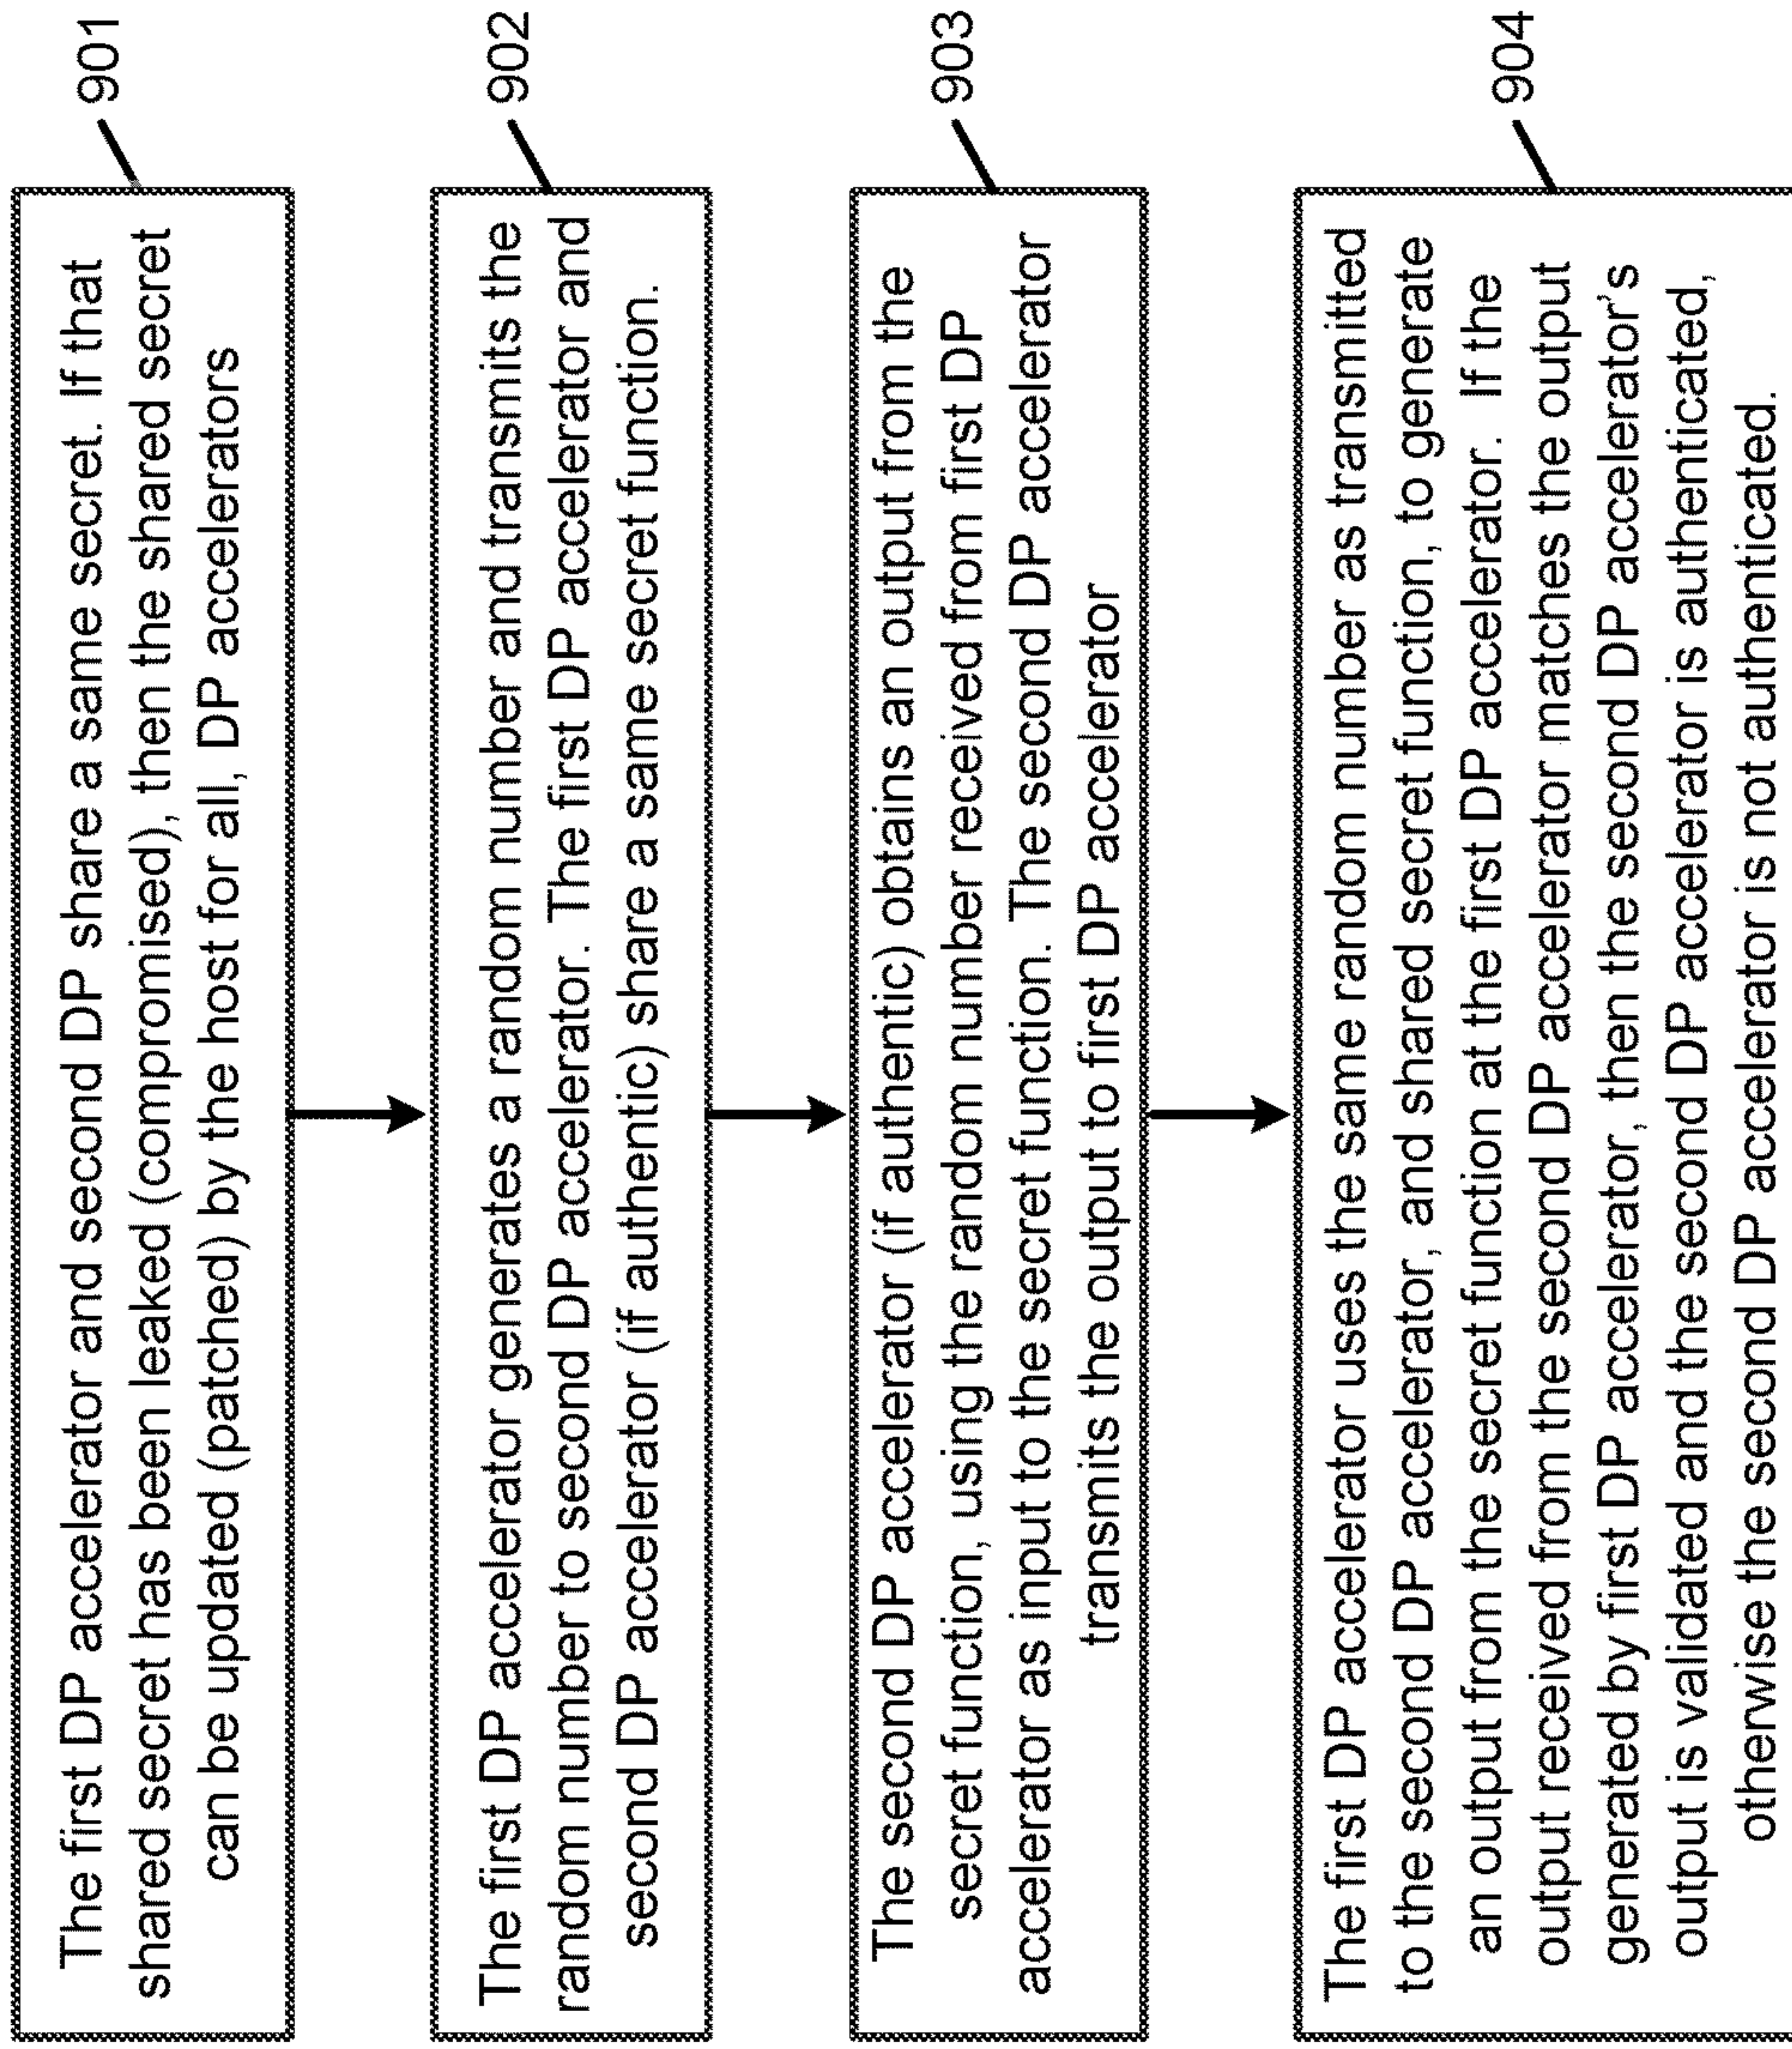 The first DP accelerator and second DP share a same secret. If that
shared secret has been leaked (compromised), then the shared secret
can be updated (patched) by the host for all, DP accelerators
901
The first DP accelerator generates a random number and transmits the
random number to second DP accelerator. The first DP accelerator and
second DP accelerator (if authentic) share a same secret function.
902
The second DP accelerator (if authentic) obtains an output from the
secret function, using the random number received from first DP
accelerator as input to the secret function. The second DP accelerator
transmits the output to first DP accelerator
903
The first DP accelerator uses the same random number as transmitted
to the second DP accelerator, and shared secret function, to generate
an output from the secret function at the first DP accelerator. If the
output received from the second DP accelerator matches the output
generated by first DP accelerator, then the second DP accelerator's
output is validated and the second DP accelerator is authenticated,
otherwise the second DP accelerator is not authenticated.
904